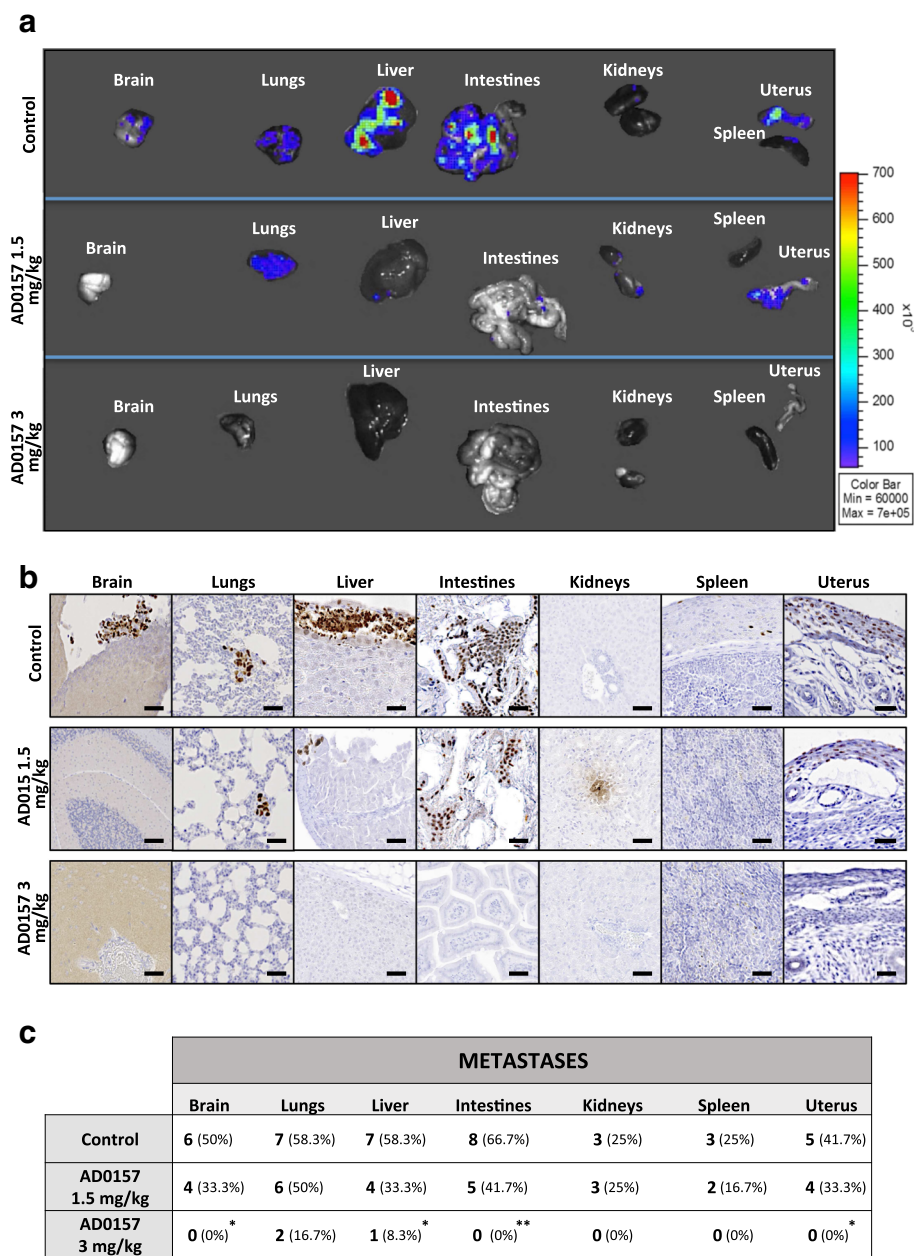 a
Control
Brain Lungs Liver Intestines Kidneys Uterus
Spleen
AD0157 1.5
mg/kg
Brain Lungs Liver Intestines Kidneys Spleen Uterus
AD0157 3
mg/kg
Brain Lungs Liver Intestines Kidneys Spleen Uterus
700
600
500
400
300
200
100
Color Bar
Min = 60000
Max = 7e+05
b
Brain Lungs Liver Intestines Kidneys Spleen Uterus
Control
AD015 1.5
mg/kg
AD0157 3
mg/kg
c
METASTASES
Brain Lungs Liver Intestines Kidneys Spleen Uterus
Control 6 (50%) 7 (58.3%) 7 (58.3%) 8 (66.7%) 3 (25%) 3 (25%) 5 (41.7%)
AD0157
1.5 mg/kg 4 (33.3%) 6 (50%) 4 (33.3%) 5 (41.7%) 3 (25%) 2 (16.7%) 4 (33.3%)
AD0157
3 mg/kg 0 (0%)* 2 (16.7%) 1 (8.3%)* 0 (0%)** 0 (0%) 0 (0%) 0 (0%)*